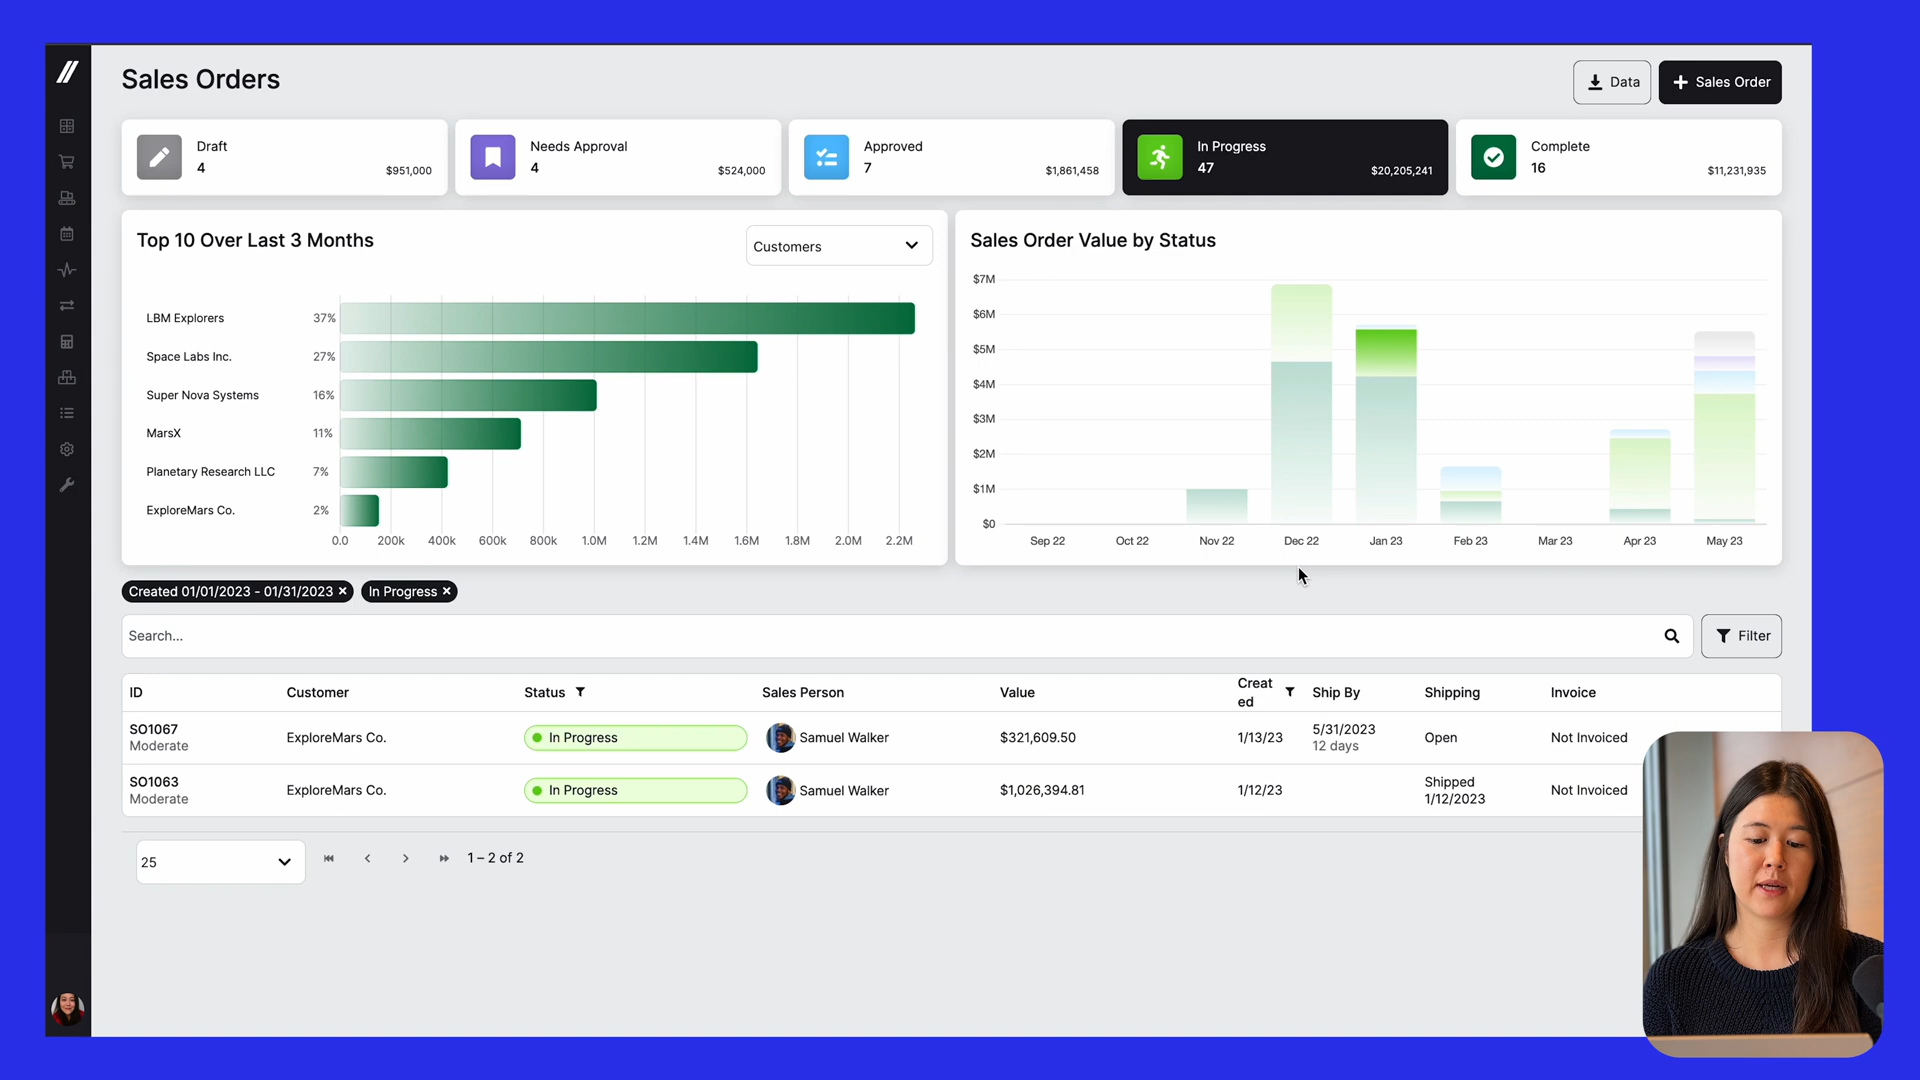 Sales Orders
Data
Sales Order
Draft
4
$951,000
Needs Approval
4
$524,000
Approved
7
$1,861,458
In Progress
47
$20,205,241
Complete
16
$11,231,935
Top 10 Over Last 3 Months
Customers
LBM Explorers 37%
Space Labs Inc. 27%
Super Nova Systems 16%
MarsX 11%
Planetary Research LLC 7%
ExploreMars Co. 2%
0.0 200k 400k 600k 800k 1.0M 1.2M 1.4M 1.6M 1.8M 2.0M 2.2M
Sales Order Value by Status
$7M
$6M
$5M
$4M
$3M
$2M
$1M
$0
Sep 22 Oct 22 Nov 22 Dec 22 Jan 23 Feb 23 Mar 23 Apr 23 May 23
Created 01/01/2023 - 01/31/2023 ×
In Progress ×
Search...
Filter
ID Customer Status Sales Person Value Creat
ed Ship By Shipping Invoice
SO1067
Moderate
ExploreMars Co.
In Progress
Samuel Walker
$321,609.50
1/13/23
5/31/2023
12 days
Open
Not Invoiced
SO1063
Moderate
ExploreMars Co.
In Progress
Samuel Walker
$1,026,394.81
1/12/23
Shipped
1/12/2023
Not Invoiced
25
1 – 2 of 2